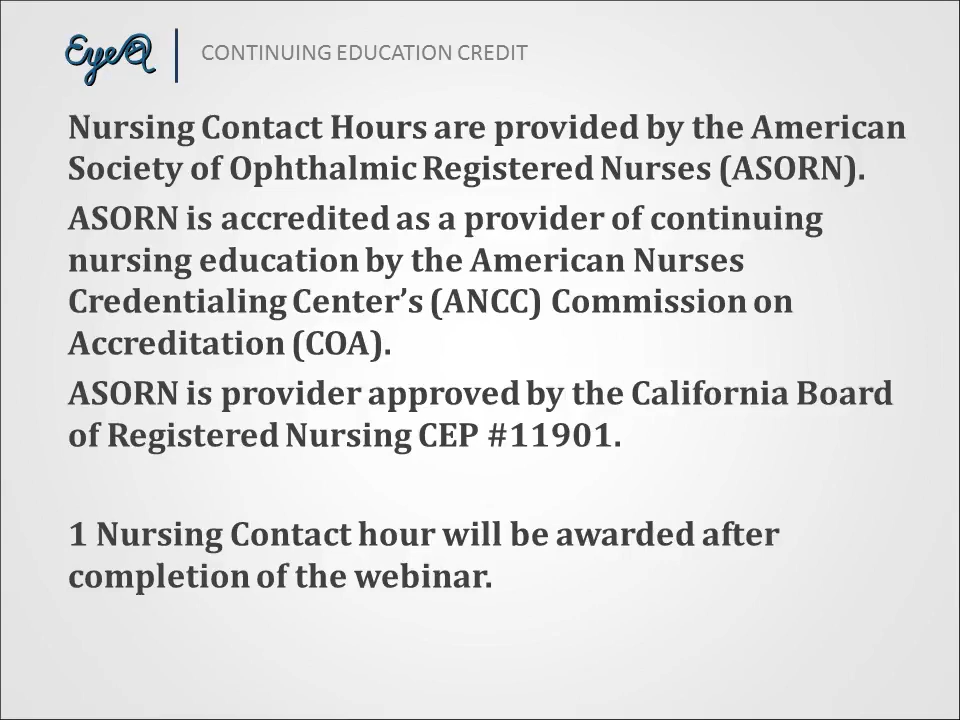 EyeQ
CONTINUING EDUCATION CREDIT
Nursing Contact Hours are provided by the American
Society of Ophthalmic Registered Nurses (ASORN).
ASORN is accredited as a provider of continuing
nursing education by the American Nurses
Credentialing Center’s (ANCC) Commission on
Accreditation (COA).
ASORN is provider approved by the California Board
of Registered Nursing CEP #11901.
1 Nursing Contact hour will be awarded after
completion of the webinar.